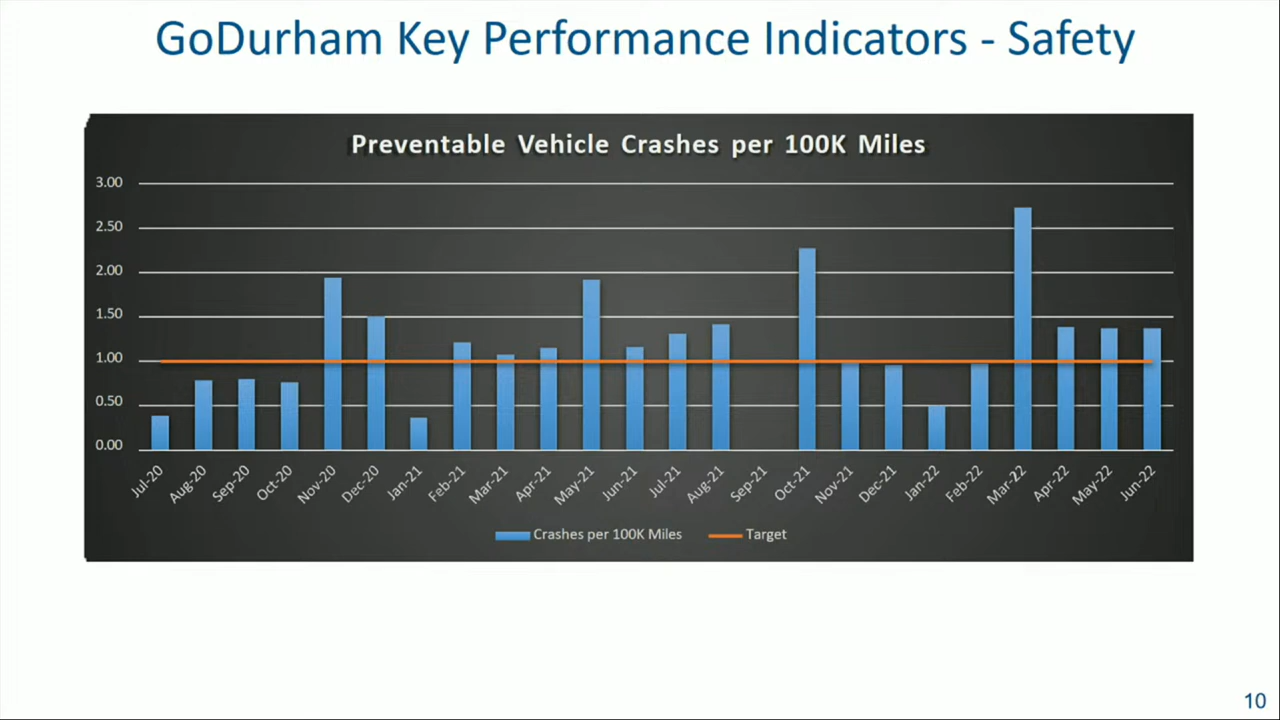 GoDurham Key Performance Indicators - Safety
Preventable Vehicle Crashes per 100K Miles
3.00
2.50
2.00
1.50
1.00
0.50
0.00
Jul-20 Aug-20 Sep-20 Oct-20 Nov-20 Dec-20 Jan-21 Feb-21 Mar-21 Apr-21 May-21 Jun-21 Jul-21 Aug-21 Sep-21 Oct-21 Nov-21 Dec-21 Jan-22 Feb-22 Mar-22 Apr-22 May-22 Jun-22
Crashes per 100K Miles Target
10